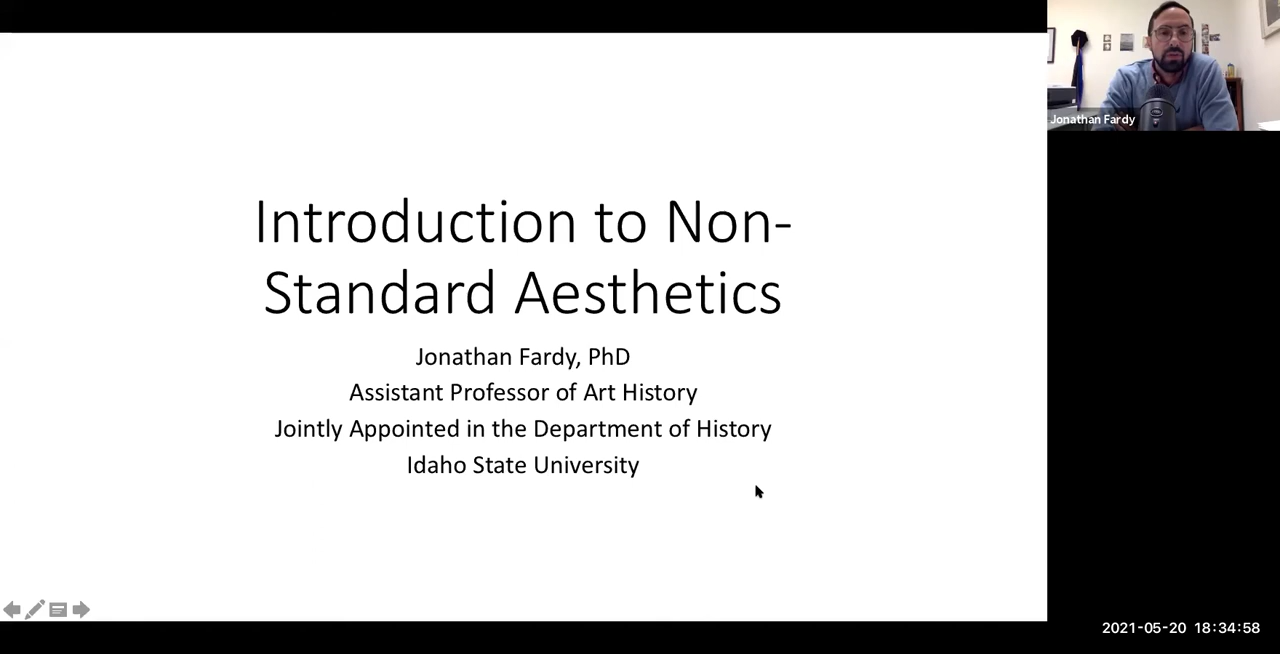 Jonathan Fardy
Introduction to Non-
Standard Aesthetics
Jonathan Fardy, PhD
Assistant Professor of Art History
Jointly Appointed in the Department of History
Idaho State University
2021-05-20 18:34:58